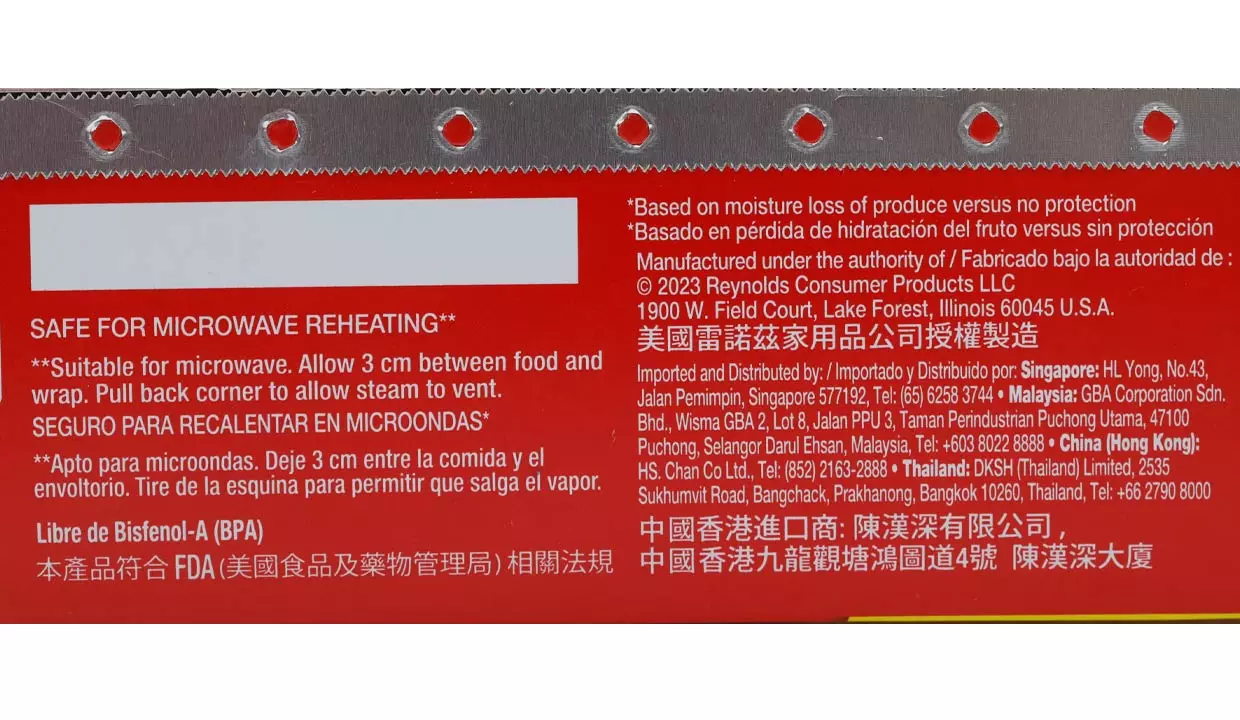 SAFE FOR MICROWAVE REHEATING**
**Suitable for microwave. Allow 3 cm between food and
wrap. Pull back corner to allow steam to vent.
SEGURO PARA RECALENTAR EN MICROONDAS*
**Apto para microondas. Deje 3 cm entre la comida y el
envoltorio. Tire de la esquina para permitir que salga el vapor.
Libre de Bisfenol-A (BPA)
本產品符合 FDA (美國食品及藥物管理局) 相關法規
*Based on moisture loss of produce versus no protection
*Basado en pérdida de hidratación del fruto versus sin protección
Manufactured under the authority of / Fabricado bajo la autoridad de :
© 2023 Reynolds Consumer Products LLC
1900 W. Field Court, Lake Forest, Illinois 60045 U.S.A.
美國雷諾茲家用品公司授權製造
Imported and Distributed by: / Importado y Distribuido por: Singapore: HL Yong, No.43,
Jalan Pemimpin, Singapore 577192, Tel: (65) 6258 3744 • Malaysia: GBA Corporation Sdn.
Bhd., Wisma GBA 2, Lot 8, Jalan PPU 3, Taman Perindustrian Puchong Utama, 47100
Puchong, Selangor Darul Ehsan, Malaysia, Tel: +603 8022 8888 • China (Hong Kong):
HS. Chan Co Ltd., Tel: (852) 2163-2888 • Thailand: DKSH (Thailand) Limited, 2535
Sukhumvit Road, Bangchack, Prakhanong, Bangkok 10260, Thailand, Tel: +66 2790 8000
中國香港進口商: 陳漢深有限公司 ,
中國香港九龍觀塘鴻圖道4號 陳漢深大廈